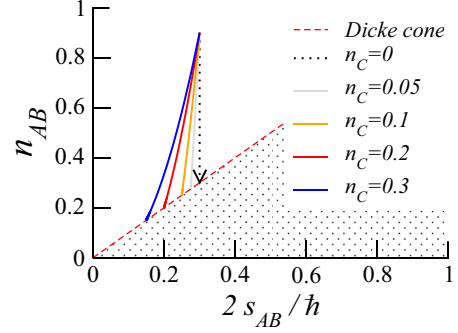 1
0.8
0.6
0.4
0.2
0
n_AB
0 0.2 0.4 0.6 0.8 1
2 s_AB / ħ
Dicke cone
n_C=0
n_C=0.05
n_C=0.1
n_C=0.2
n_C=0.3